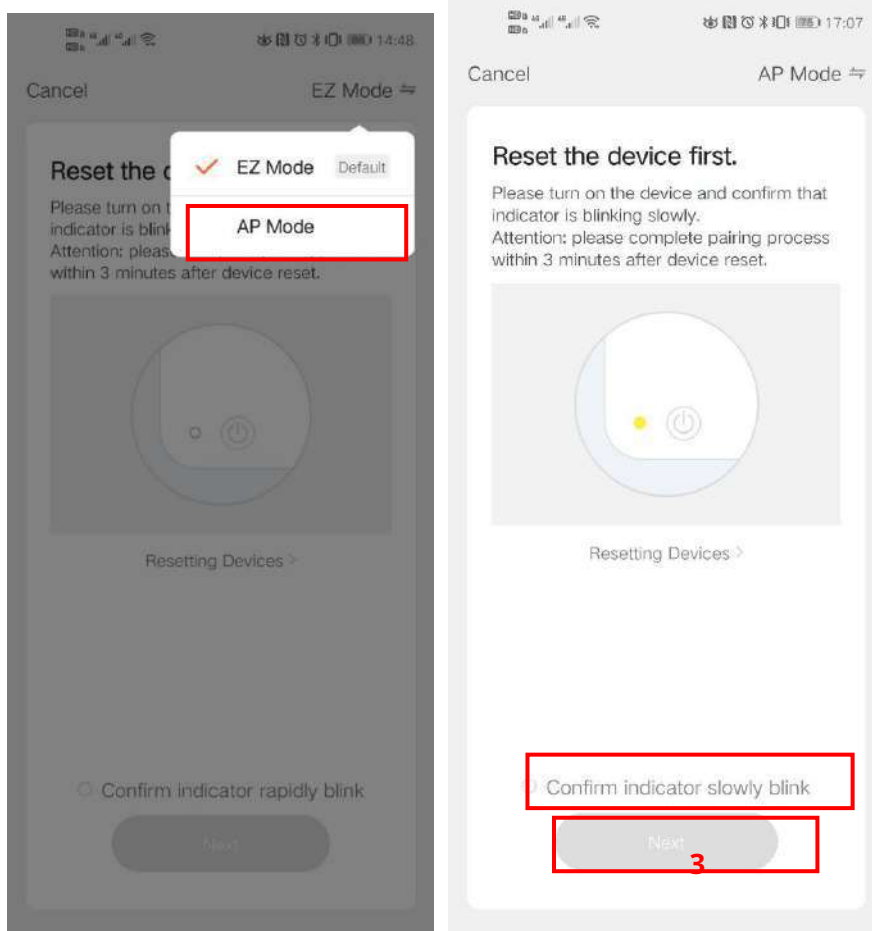 14:48
Cancel
EZ Mode
EZ Mode Default
AP Mode
Reset the
Please turn on
indicator is
Attention:
within 3 minutes after device reset.
Resetting Devices >
Confirm indicator rapidly blink
Next
17:07
Cancel
AP Mode
Reset the device first.
Please turn on the device and confirm that
indicator is blinking slowly.
Attention: please complete pairing process
within 3 minutes after device reset.
Resetting Devices >
Confirm indicator slowly blink
Next
3